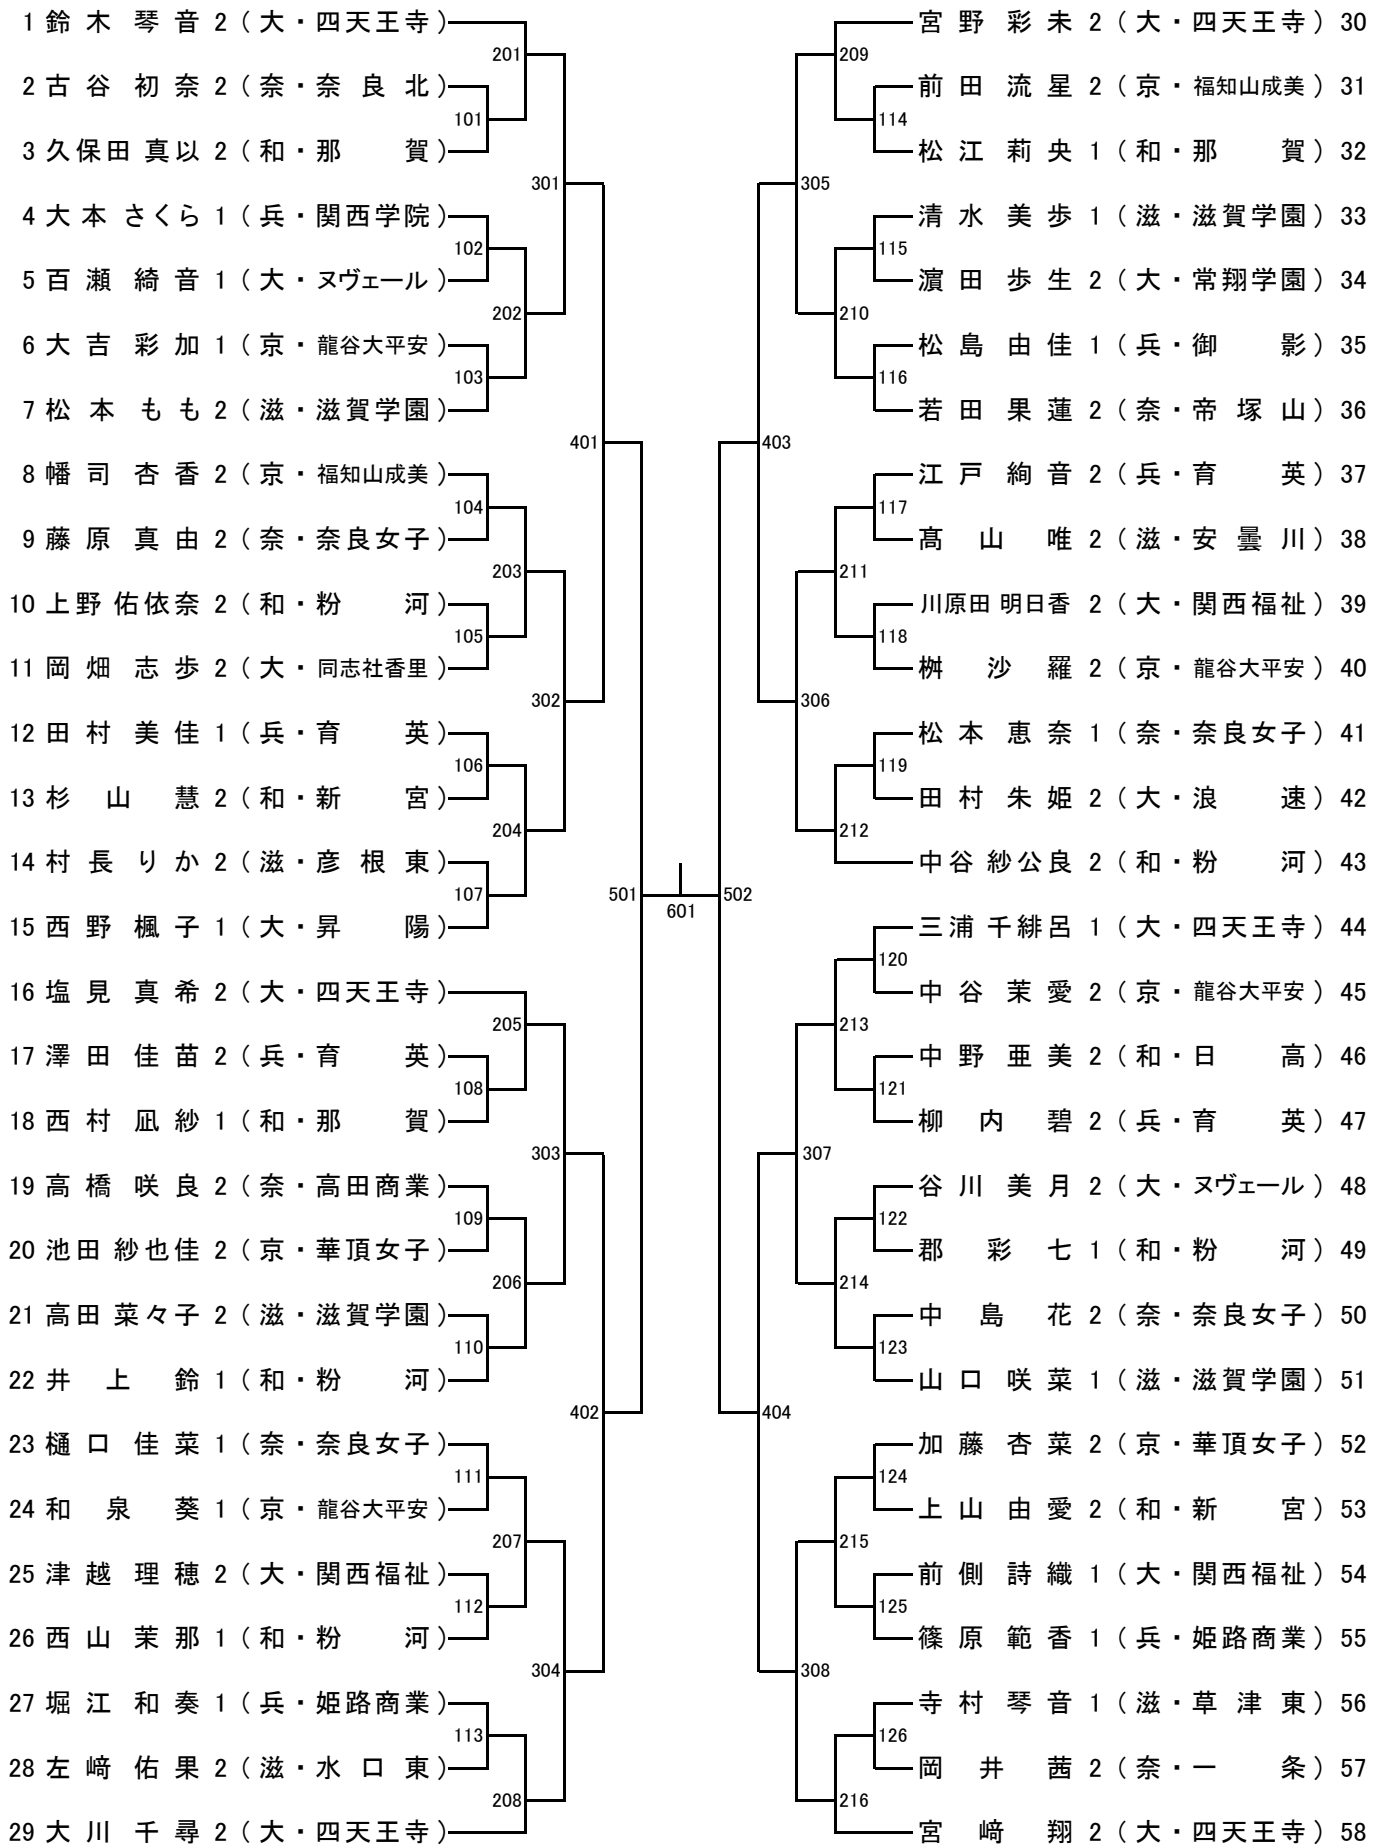 1 鈴木 琴音 2 (大・四天王寺)
201
2 古谷 初奈 2 (奈・奈良北)
101
3 久保田 真以 2 (和・那賀)
301
4 大本 さくら 1 (兵・関西学院)
102
5 百瀬 綺音 1 (大・ヌヴェール)
202
6 大吉 彩加 1 (京・龍谷大平安)
103
7 松本 もも 2 (滋・滋賀学園)
401
8 幡司 杏香 2 (京・福知山成美)
104
9 藤原 真由 2 (奈・奈良女子)
203
10 上野 佑依奈 2 (和・粉河)
105
11 岡畑 志歩 2 (大・同志社香里)
302
12 田村 美佳 1 (兵・育英)
106
13 杉山 慧 2 (和・新宮)
204
14 村長 りか 2 (滋・彦根東)
107
15 西野 楓子 1 (大・昇陽)
501
16 塩見 真希 2 (大・四天王寺)
205
17 澤田 佳苗 2 (兵・育英)
108
18 西村 凪紗 1 (和・那賀)
303
19 高橋 咲良 2 (奈・高田商業)
109
20 池田 紗也佳 2 (京・華頂女子)
206
21 高田 菜々子 2 (滋・滋賀学園)
110
22 井上 鈴 1 (和・粉河)
402
23 樋口 佳菜 1 (奈・奈良女子)
111
24 和泉 葵 1 (京・龍谷大平安)
207
25 津越 理穂 2 (大・関西福祉)
112
26 西山 茉那 1 (和・粉河)
304
27 堀江 和奏 1 (兵・姫路商業)
113
28 左﨑 佑果 2 (滋・水口東)
208
29 大川 千尋 2 (大・四天王寺)
601
宮野 彩未 2 (大・四天王寺) 30
209
前田 流星 2 (京・福知山成美) 31
114
松江 莉央 1 (和・那賀) 32
305
清水 美歩 1 (滋・滋賀学園) 33
115
濵田 歩生 2 (大・常翔学園) 34
210
松島 由佳 1 (兵・御影) 35
116
若田 果蓮 2 (奈・帝塚山) 36
403
江戸 絢音 2 (兵・育英) 37
117
髙山 唯 2 (滋・安曇川) 38
211
川原田 明日香 2 (大・関西福祉) 39
118
桝 沙羅 2 (京・龍谷大平安) 40
306
松本 恵奈 1 (奈・奈良女子) 41
119
田村 朱姫 2 (大・浪速) 42
212
中谷 紗公良 2 (和・粉河) 43
502
三浦 千緋呂 1 (大・四天王寺) 44
120
中谷 茉愛 2 (京・龍谷大平安) 45
213
中野 亜美 2 (和・日高) 46
121
柳内 碧 2 (兵・育英) 47
307
谷川 美月 2 (大・ヌヴェール) 48
122
郡 彩七 1 (和・粉河) 49
214
中島 花 2 (奈・奈良女子) 50
123
山口 咲菜 1 (滋・滋賀学園) 51
404
加藤 杏菜 2 (京・華頂女子) 52
124
上山 由愛 2 (和・新宮) 53
215
前側 詩織 1 (大・関西福祉) 54
125
篠原 範香 1 (兵・姫路商業) 55
308
寺村 琴音 1 (滋・草津東) 56
126
岡井 茜 2 (奈・一条) 57
216
宮﨑 翔 2 (大・四天王寺) 58